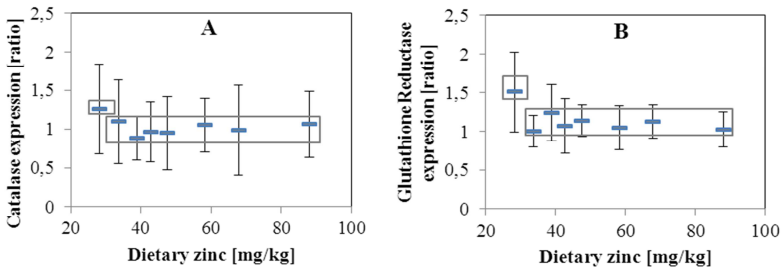 A
Catalase expression [ratio]
2,5
2
1,5
1
0,5
0
20 40 60 80 100
Dietary zinc [mg/kg]
B
Glutathione Reductase
expression [ratio]
2,5
2
1,5
1
0,5
0
20 40 60 80 100
Dietary zinc [mg/kg]